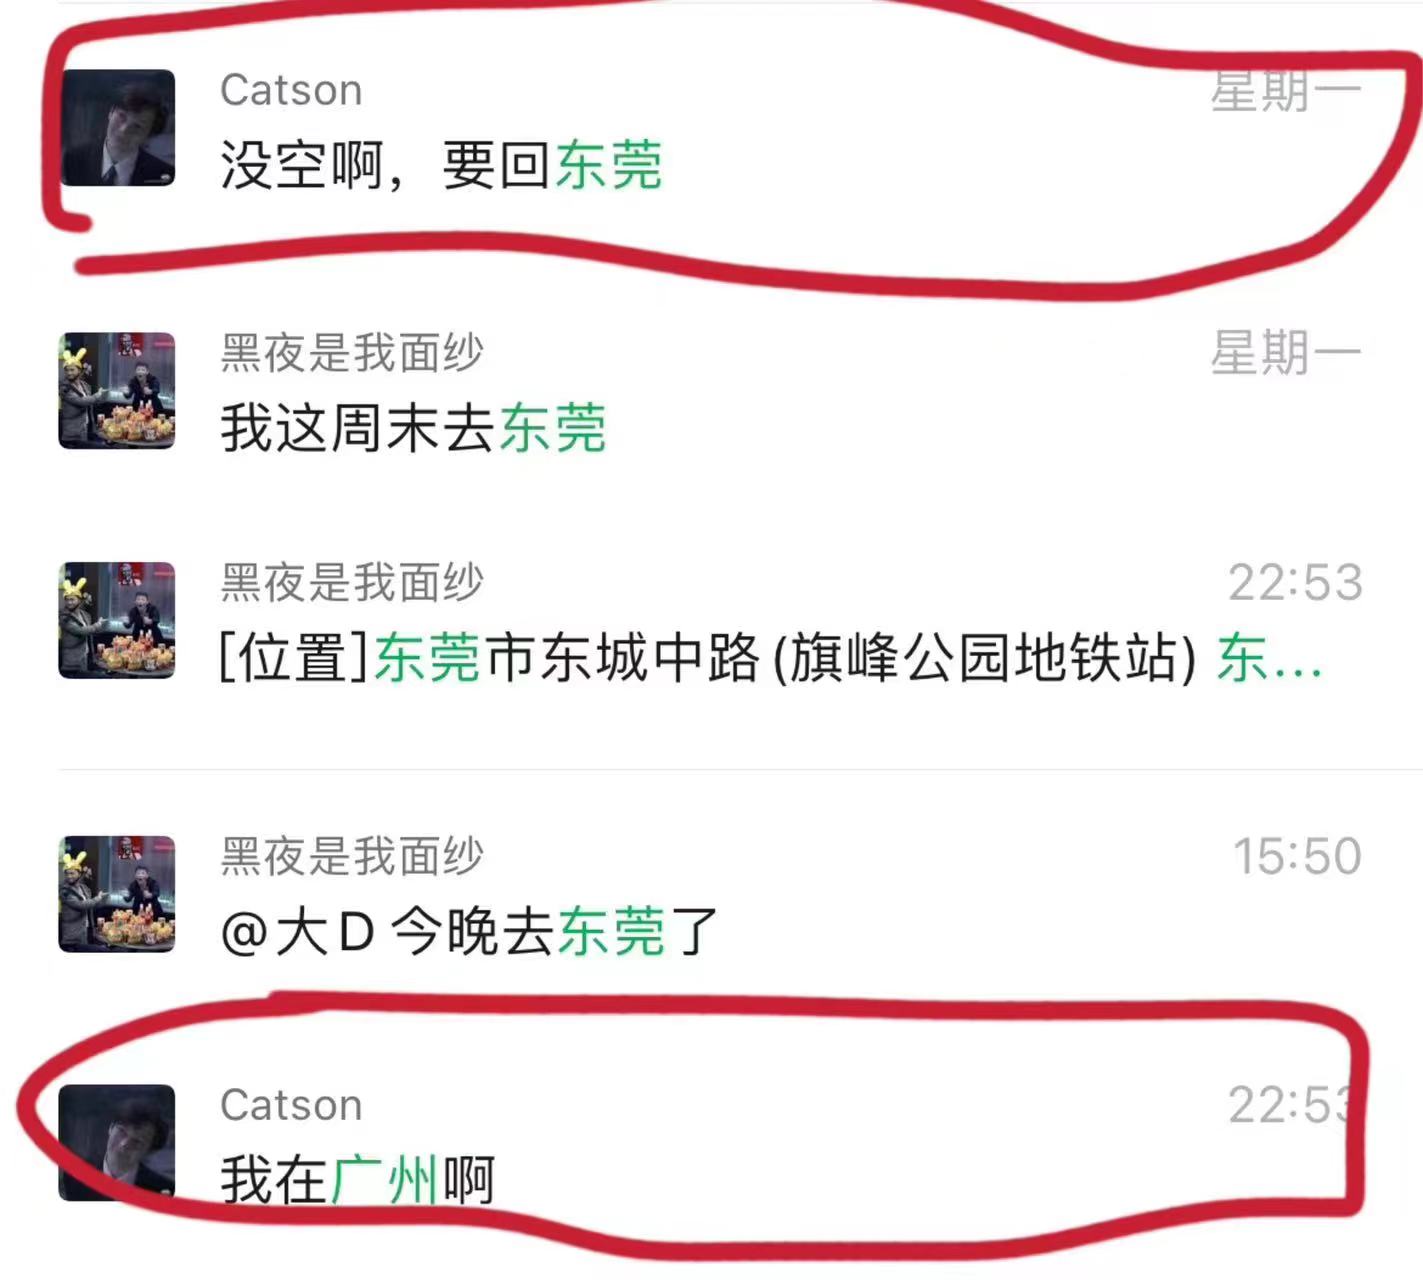 Catson
星期一
没空啊，要回东莞
黑夜是我面纱
星期一
我这周末去东莞
黑夜是我面纱
22:53
[位置]东莞市东城中路(旗峰公园地铁站) 东...
黑夜是我面纱
15:50
@大D 今晚去东莞了
Catson
22:53
我在广州啊